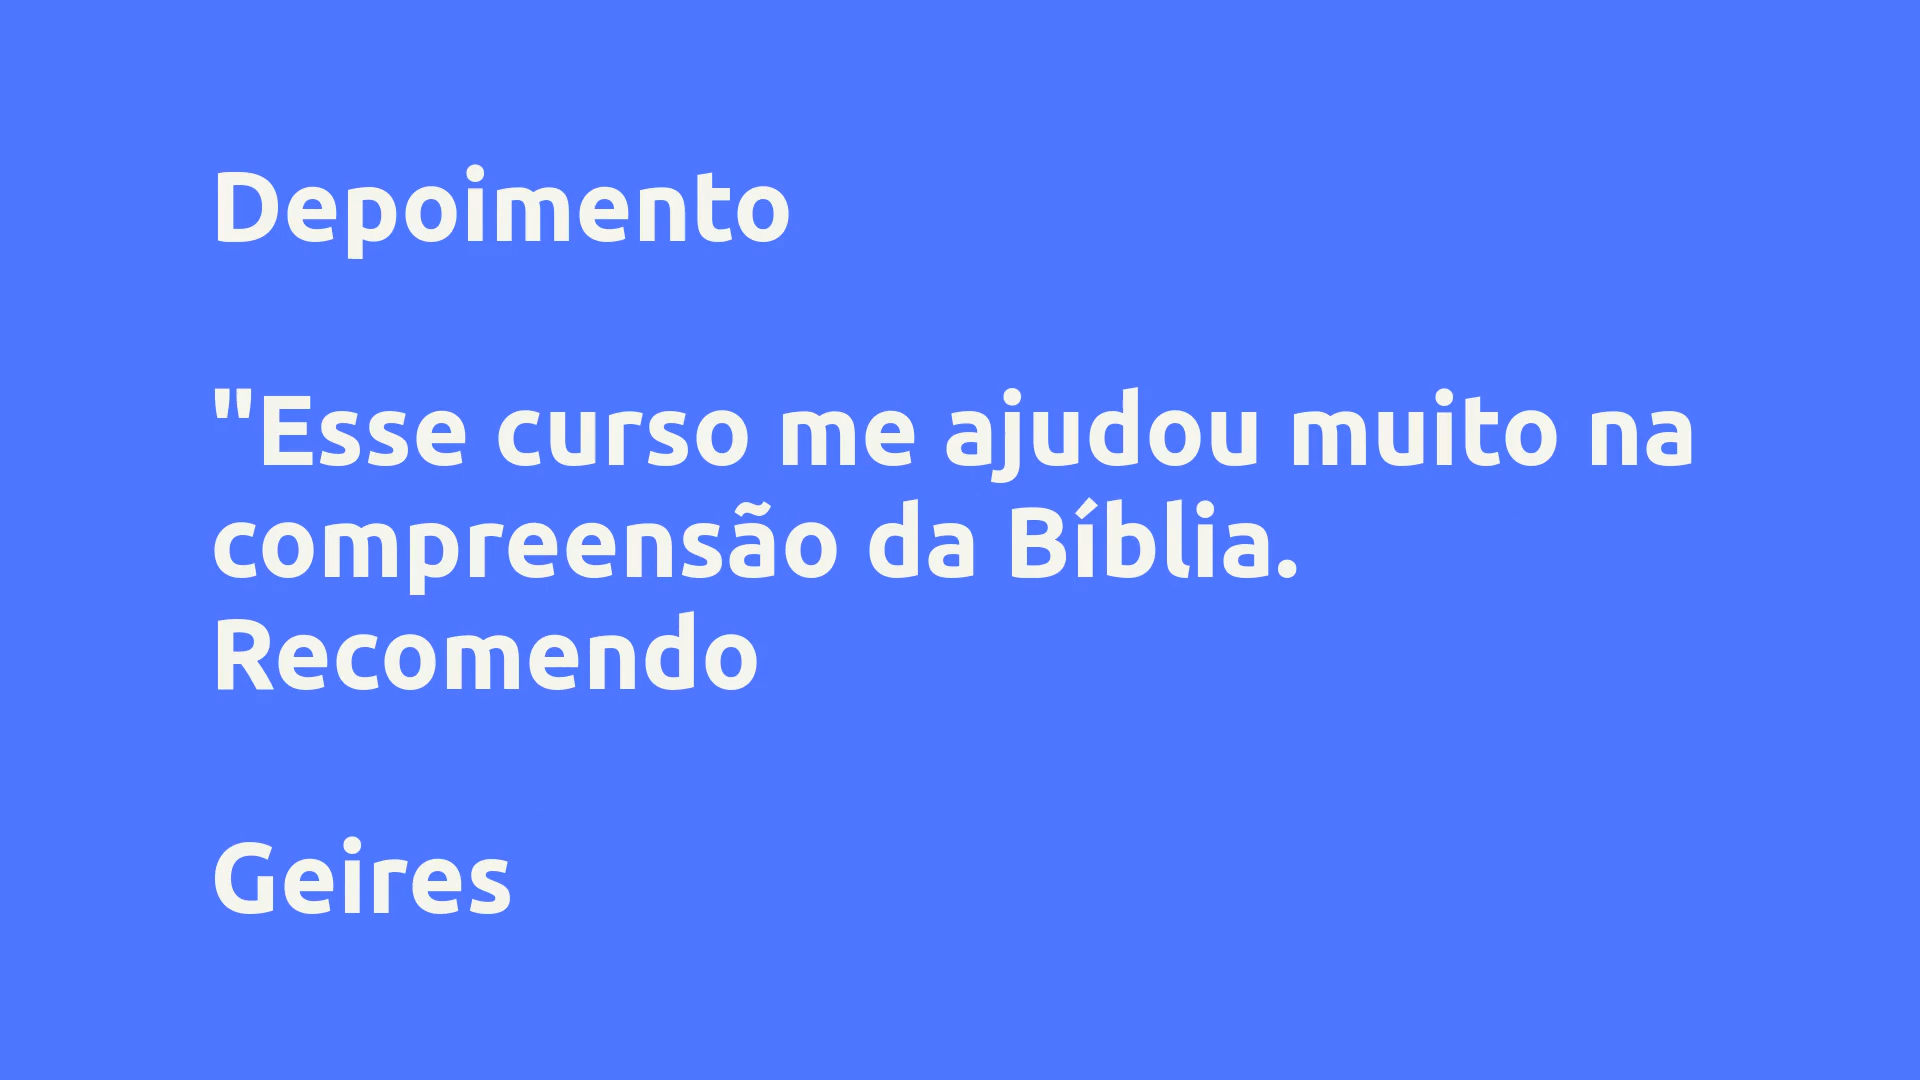 Depoimento
"Esse curso me ajudou muito na
compreensão da Bíblia.
Recomendo
Geires